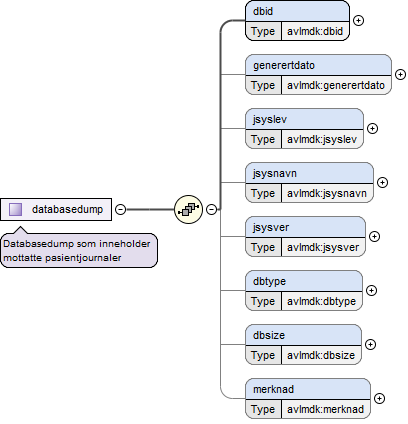 dbid
Type avlmdk:dbid
generertdato
Type avlmdk:generertdato
jsyslev
Type avlmdk:jsyslev
jsysnavn
Type avlmdk:jsysnavn
databasedump
Databasedump som inneholder
mottatte pasientjournaler
jsysver
Type avlmdk:jsysver
dbtype
Type avlmdk:dbtype
dbsize
Type avlmdk:dbsize
merknad
Type avlmdk:merknad